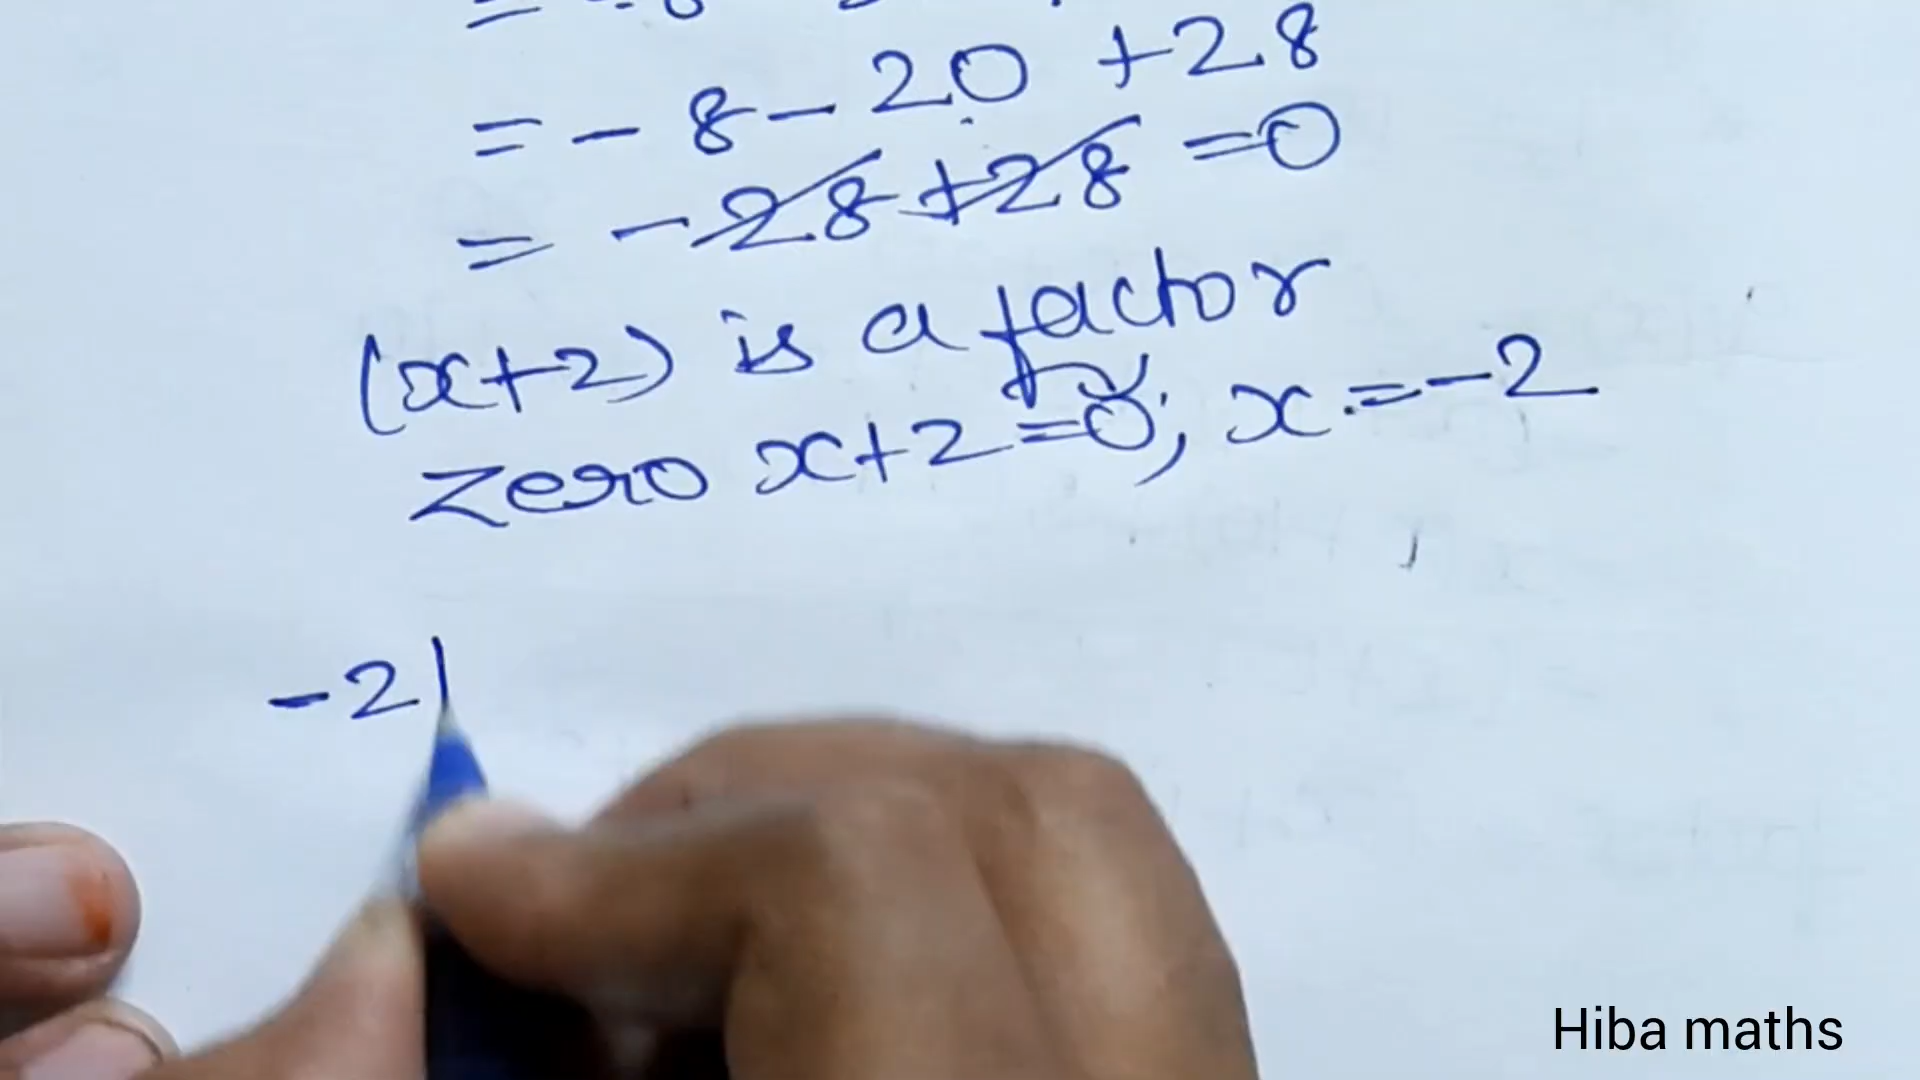 = - 8 - 20 + 28
= - 28 + 28 = 0
(x+2) is a factor
zero x+2 = 0; x = -2
-2|
Hiba maths